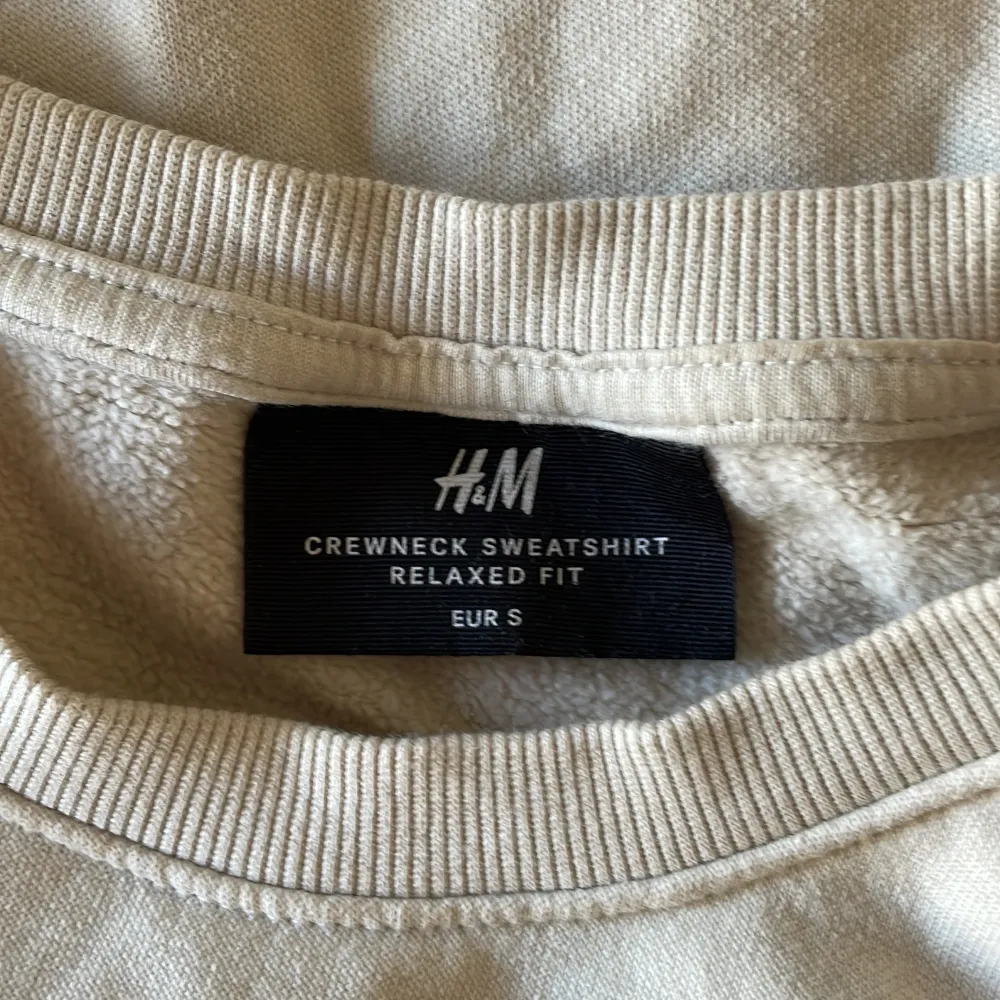 H&M
CREWNECK SWEATSHIRT
RELAXED FIT
EUR S